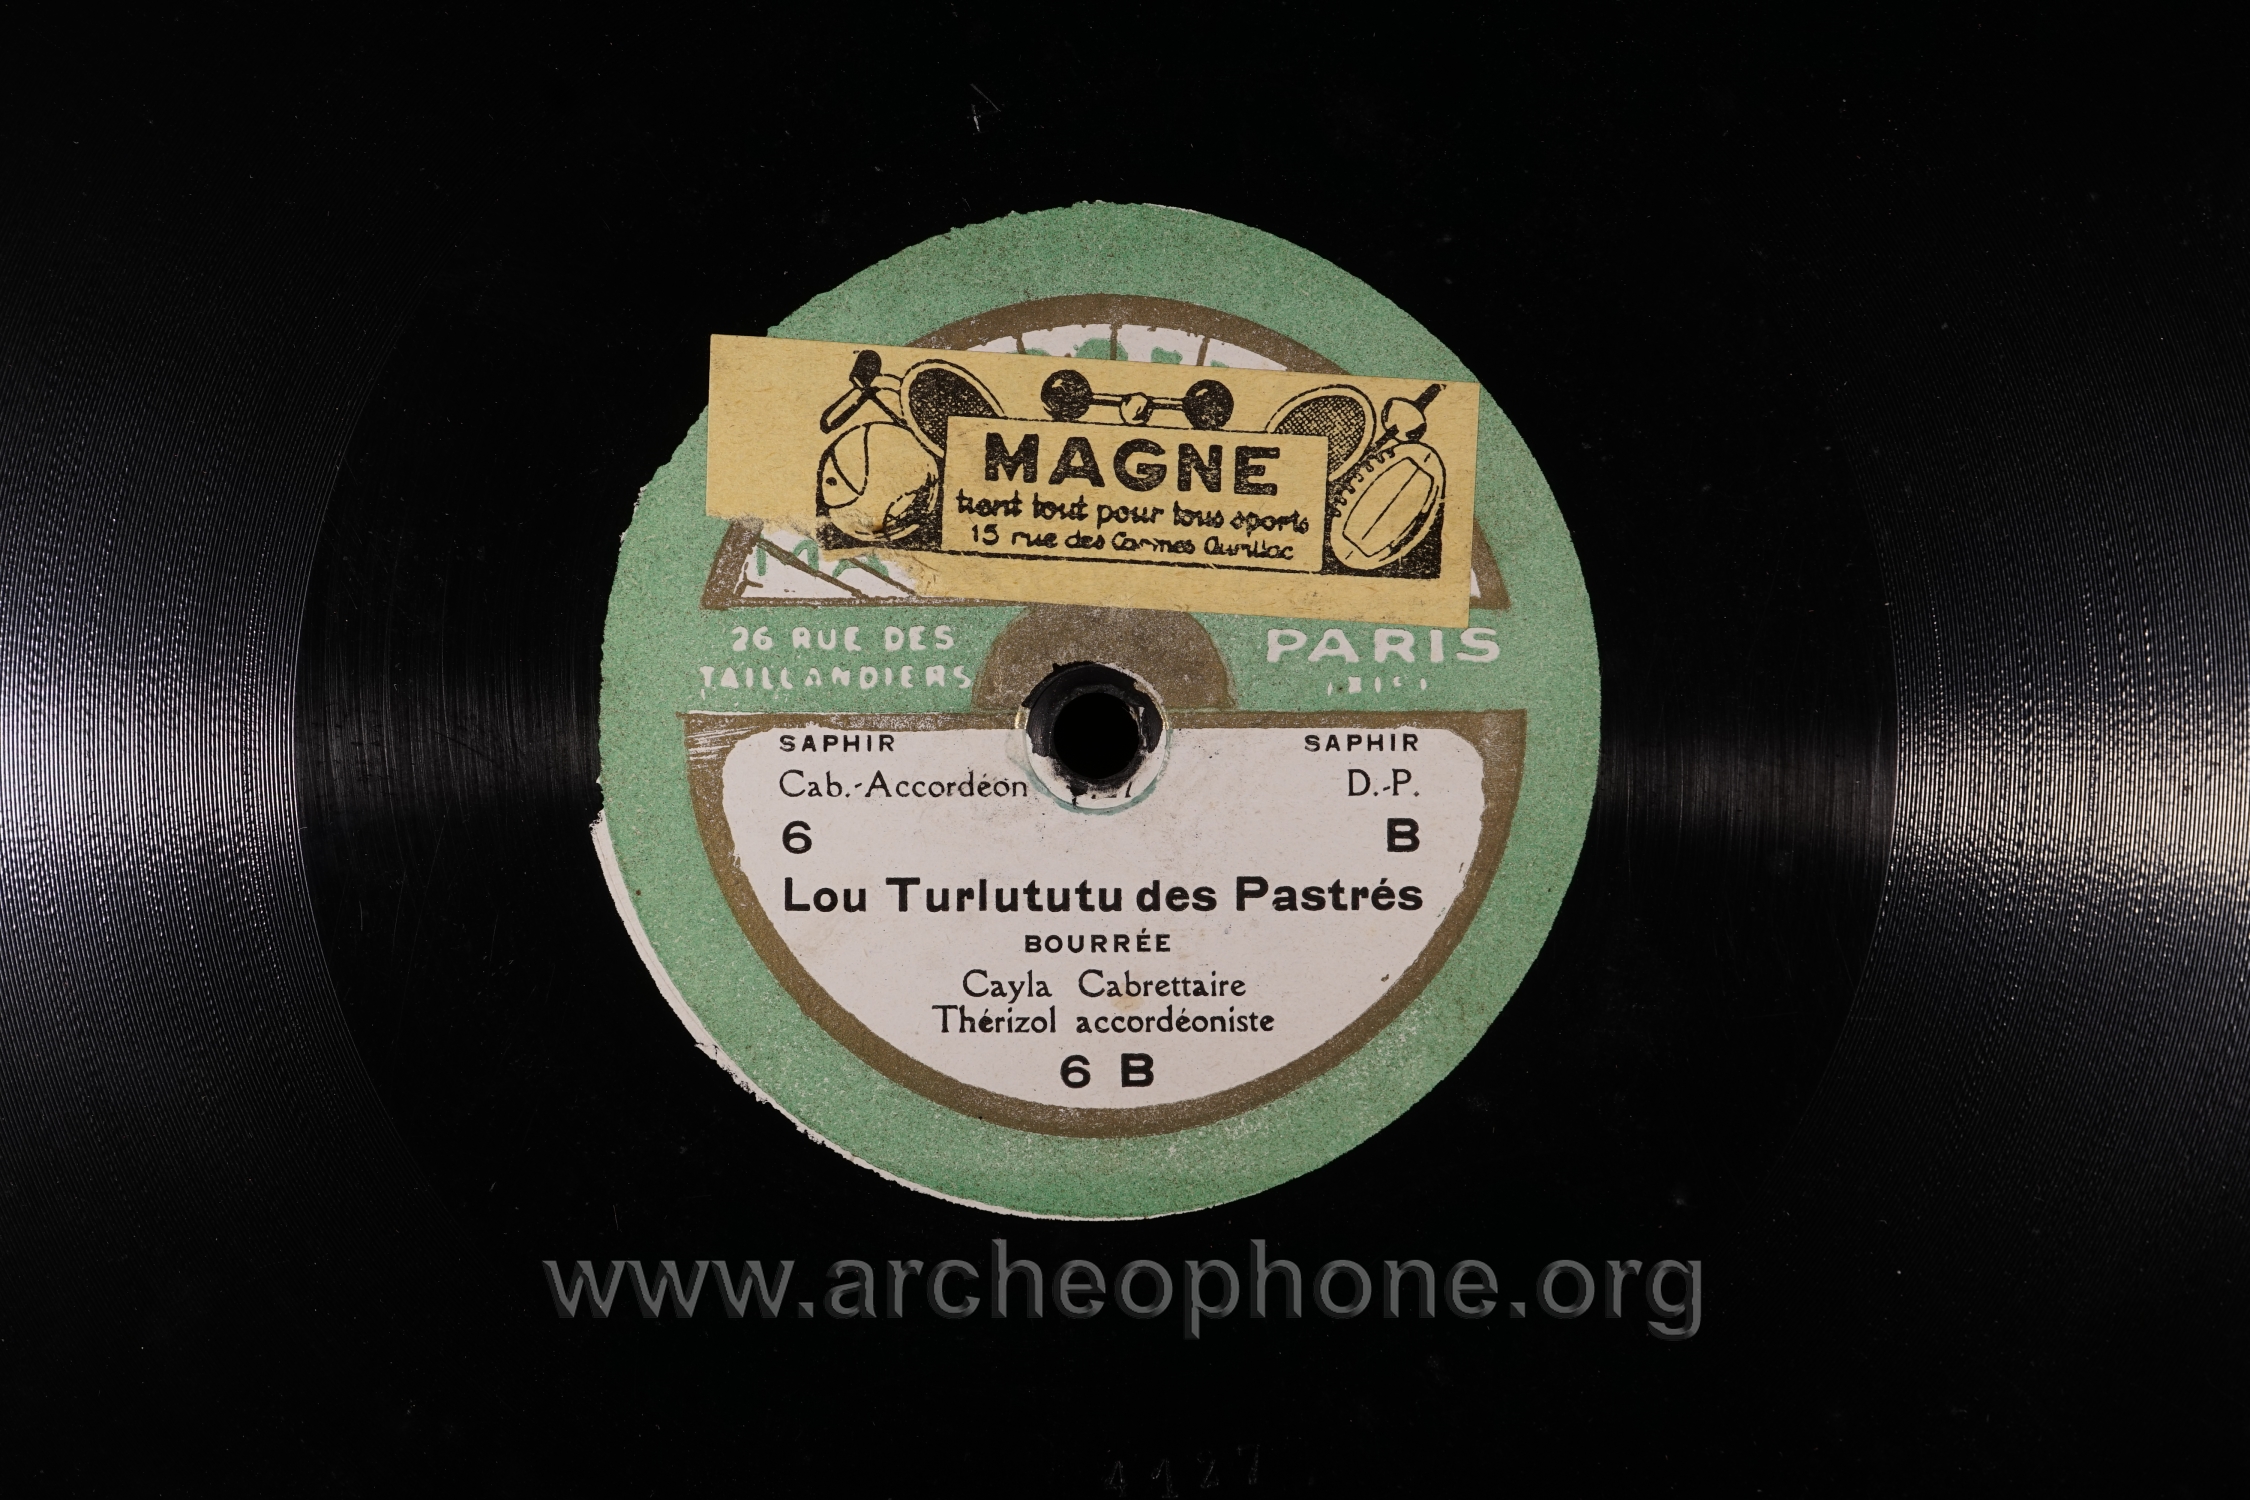 MAGNE
tient tout pour tous sports
15 rue des Carmes Aurillac
26 RUE DES
TAILLANDIERS
PARIS
SAPHIR SAPHIR
Cab.-Accordéon D.-P.
6 B
Lou Turlututu des Pastrés
BOURRÉE
Cayla Cabrettaire
Thérizol accordéoniste
6 B
www.archeophone.org